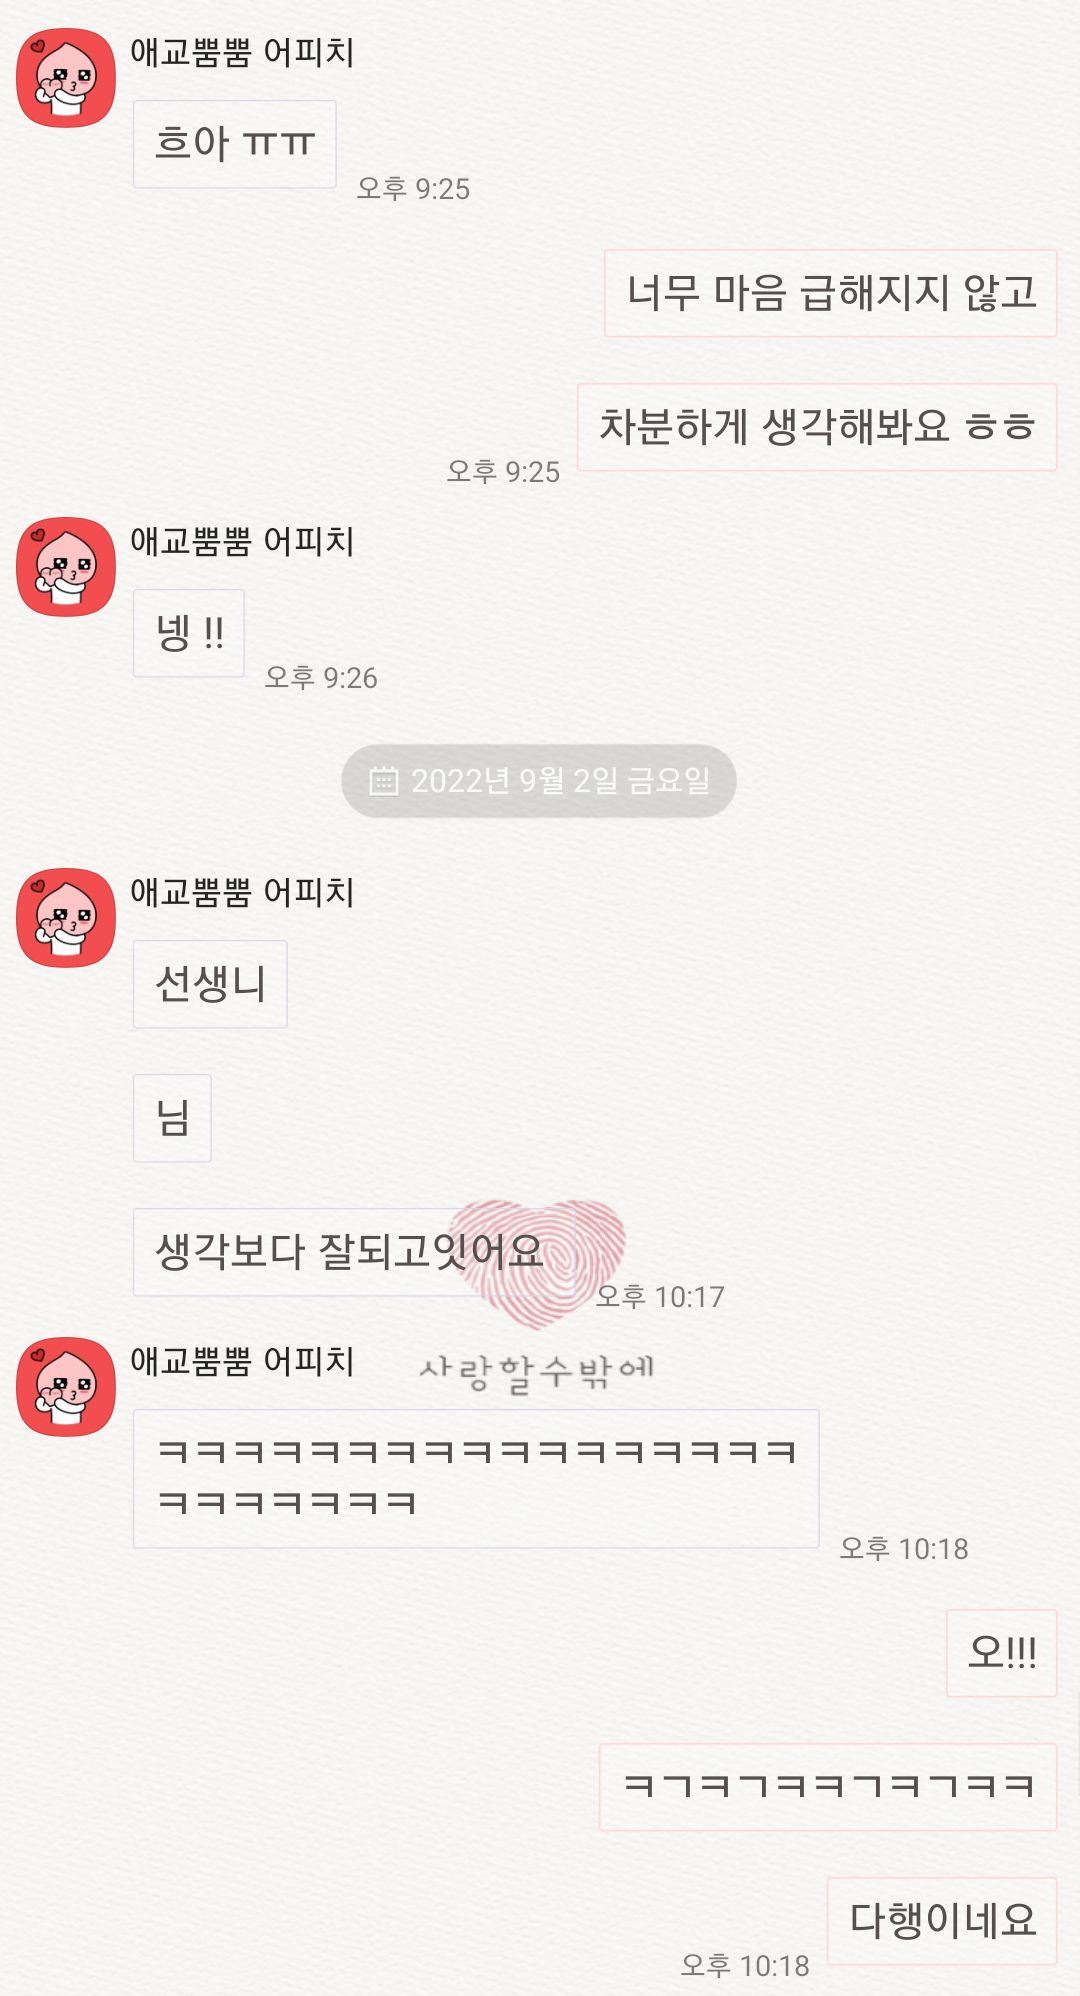 애교뿜뿜 어피치
흐아 ㅠㅠ
오후 9:25
너무 마음 급해지지 않고
차분하게 생각해봐요 ㅎㅎ
오후 9:25
애교뿜뿜 어피치
넹 !!
오후 9:26
2022년 9월 2일 금요일
애교뿜뿜 어피치
선생니
님
생각보다 잘되고잇어요
오후 10:17
애교뿜뿜 어피치
사랑할수밖에
ㅋㅋㅋㅋㅋㅋㅋㅋㅋㅋㅋㅋㅋㅋㅋㅋㅋ
ㅋㅋㅋㅋㅋㅋㅋ
오후 10:18
오!!!
ㅋㄱㅋㄱㅋㅋㄱㅋㄱㅋㅋ
다행이네요
오후 10:18